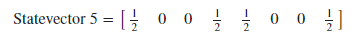 Statevector 5 = [ 1/2 0 0 1/2 1/2 0 0 1/2 ]